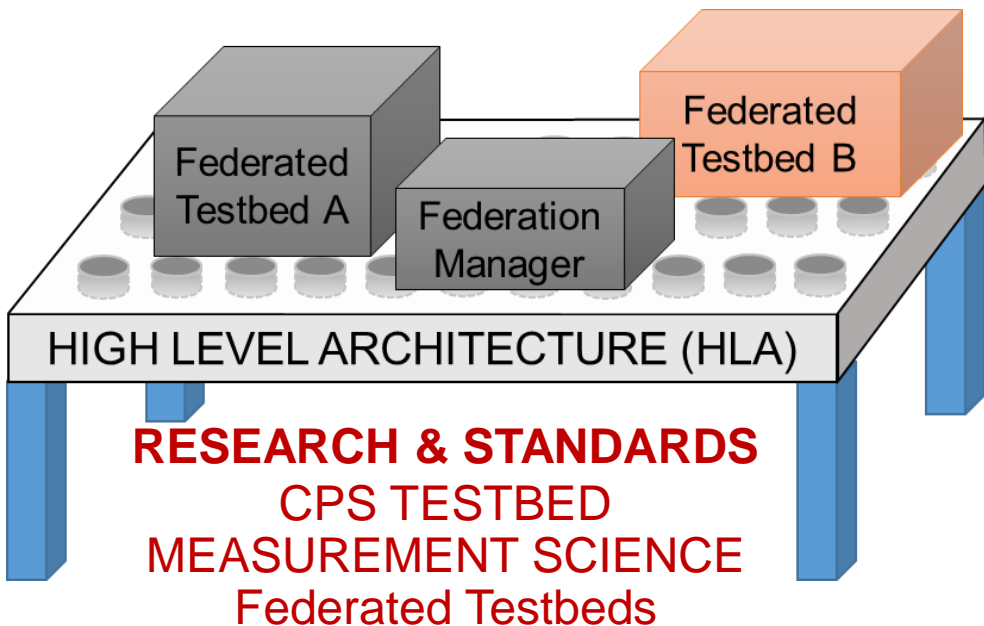 Federated
Testbed A
Federation
Manager
Federated
Testbed B
HIGH LEVEL ARCHITECTURE (HLA)
RESEARCH & STANDARDS
CPS TESTBED
MEASUREMENT SCIENCE
Federated Testbeds